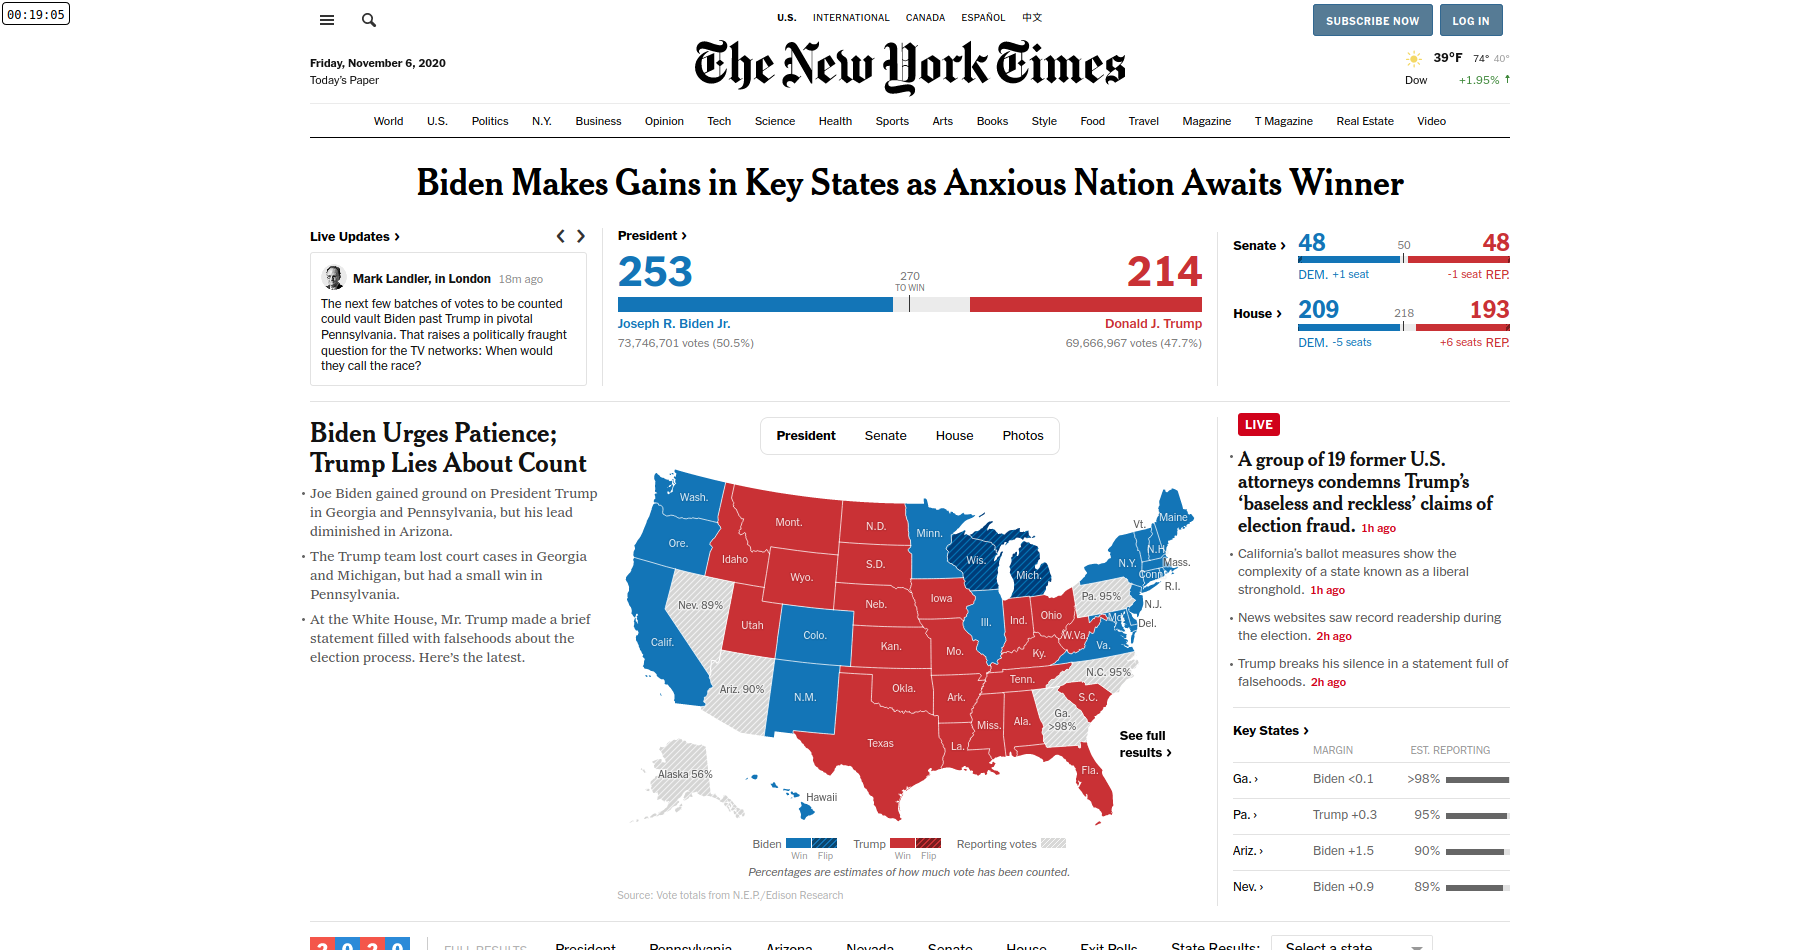 00:19:05
U.S. INTERNATIONAL CANADA ESPAÑOL 中文
SUBSCRIBE NOW LOG IN
Friday, November 6, 2020
Today's Paper
The New York Times
39°F 74° 40°
Dow +1.95% ↑
World U.S. Politics N.Y. Business Opinion Tech Science Health Sports Arts Books Style Food Travel Magazine T Magazine Real Estate Video
Biden Makes Gains in Key States as Anxious Nation Awaits Winner
Live Updates ›
Mark Landler, in London 18m ago
The next few batches of votes to be counted
could vault Biden past Trump in pivotal
Pennsylvania. That raises a politically fraught
question for the TV networks: When would
they call the race?
President ›
253 214
270
TO WIN
Joseph R. Biden Jr. Donald J. Trump
73,746,701 votes (50.5%) 69,666,967 votes (47.7%)
Senate › 48 50 48
DEM. +1 seat -1 seat REP.
House › 209 218 193
DEM. -5 seats +6 seats REP.
Biden Urges Patience;
Trump Lies About Count
• Joe Biden gained ground on President Trump
in Georgia and Pennsylvania, but his lead
diminished in Arizona.
• The Trump team lost court cases in Georgia
and Michigan, but had a small win in
Pennsylvania.
• At the White House, Mr. Trump made a brief
statement filled with falsehoods about the
election process. Here's the latest.
President Senate House Photos
Wash.
Mont.
N.D.
Minn.
Vt.
Maine
Ore.
Idaho
S.D.
Wis.
Mich.
N.Y.
N.H.
Mass.
Conn.
R.I.
Wyo.
Nev. 89%
Neb.
Iowa
Pa. 95%
N.J.
Md.
Del.
Calif.
Utah
Colo.
Kan.
Mo.
Ill.
Ind.
Ohio
W.Va.
Va.
Ky.
Ariz. 90%
N.M.
Okla.
Ark.
Tenn.
N.C. 95%
S.C.
Texas
La.
Miss.
Ala.
Ga.
>98%
Fla.
Alaska 56%
Hawaii
See full
results ›
Biden Trump Reporting votes
Win Flip Win Flip
Percentages are estimates of how much vote has been counted.
Source: Vote totals from N.E.P./Edison Research
LIVE
• A group of 19 former U.S.
attorneys condemns Trump's
‘baseless and reckless’ claims of
election fraud. 1h ago
• California's ballot measures show the
complexity of a state known as a liberal
stronghold. 1h ago
• News websites saw record readership during
the election. 2h ago
• Trump breaks his silence in a statement full of
falsehoods. 2h ago
Key States ›
MARGIN EST. REPORTING
Ga. › Biden <0.1 >98%
Pa. › Trump +0.3 95%
Ariz. › Biden +1.5 90%
Nev. › Biden +0.9 89%
2020 FULL RESULTS President Pennsylvania Arizona Nevada Senate House Exit Polls State Results: Select a state